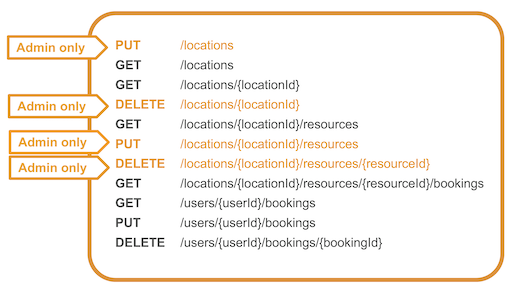 Admin only PUT /locations
GET /locations
GET /locations/{locationId}
Admin only DELETE /locations/{locationId}
GET /locations/{locationId}/resources
Admin only PUT /locations/{locationId}/resources
Admin only DELETE /locations/{locationId}/resources/{resourceId}
GET /locations/{locationId}/resources/{resourceId}/bookings
GET /users/{userId}/bookings
PUT /users/{userId}/bookings
DELETE /users/{userId}/bookings/{bookingId}